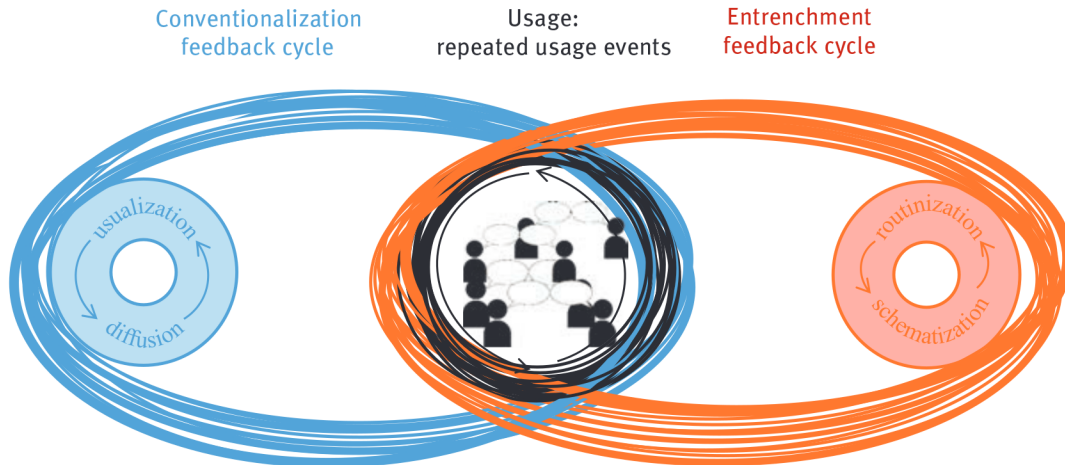 Conventionalization
feedback cycle
Usage:
repeated usage events
Entrenchment
feedback cycle
usualization
diffusion
routinization
schematization